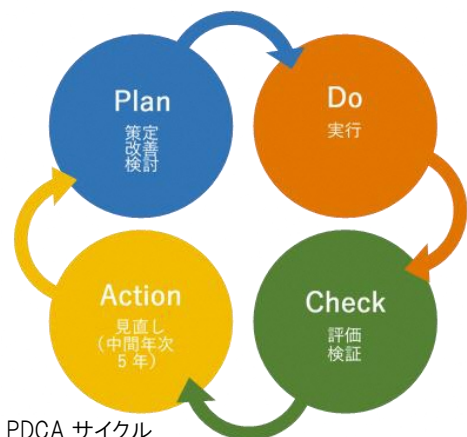 Plan
策定
改善
検討
Do
実行
Check
評価
検証
Action
見直し
（中間年次
5 年）
PDCA サイクル